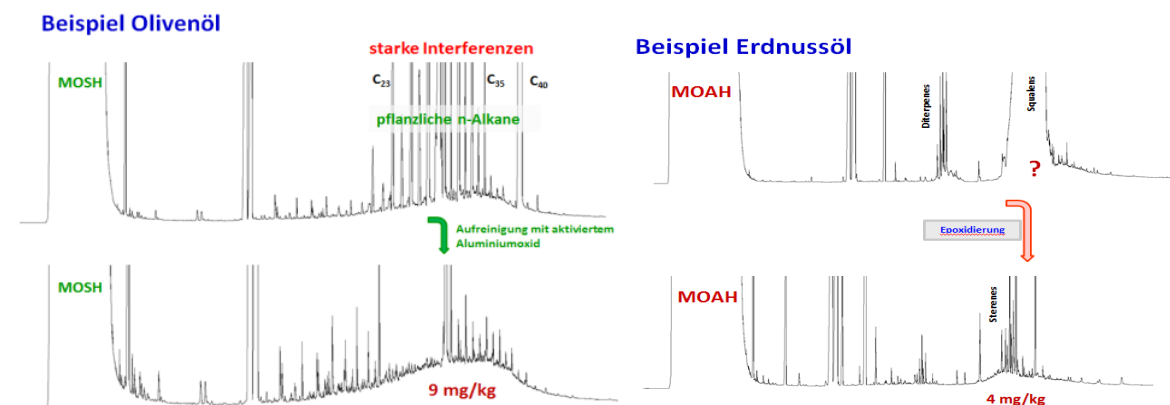 Beispiel Olivenöl
starke Interferenzen
MOSH
C23
C35
C40
pflanzliche n-Alkane
Aufreinigung mit aktiviertem
Aluminiumoxid
MOSH
9 mg/kg
Beispiel Erdnussöl
MOAH
Diterpenes
Squalens
?
Epoxidierung
MOAH
Sterenes
4 mg/kg